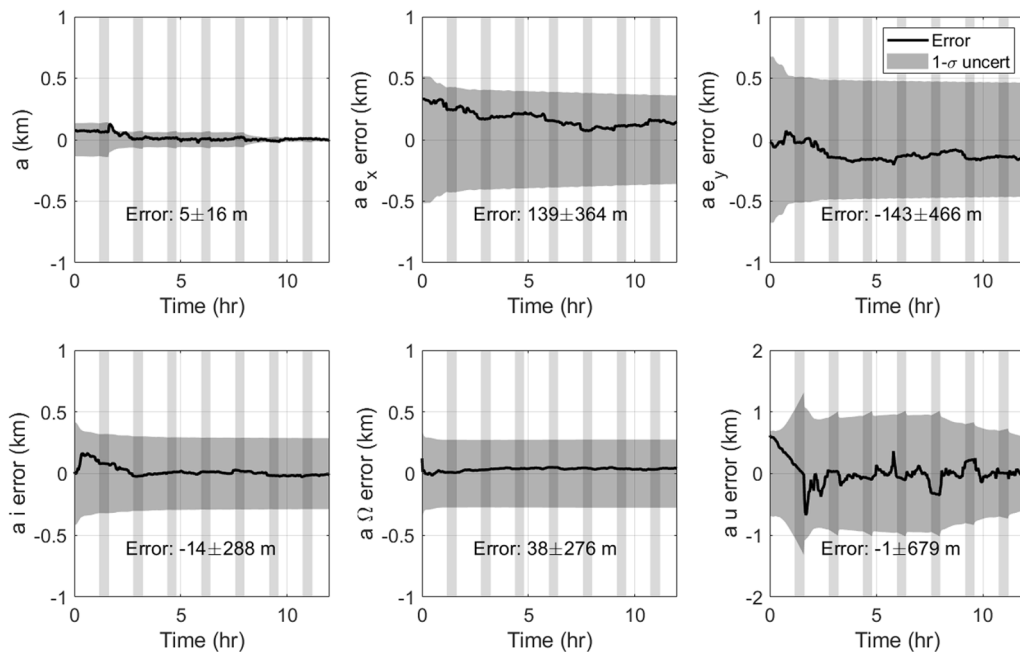 1
0.5
0
-0.5
-1
a (km)
Error: 5±16 m
0
5
10
Time (hr)
1
0.5
0
-0.5
-1
a e_x error (km)
Error: 139±364 m
0
5
10
Time (hr)
1
0.5
0
-0.5
-1
a e_y error (km)
Error
1-σ uncert
Error: -143±466 m
0
5
10
Time (hr)
1
0.5
0
-0.5
-1
a i error (km)
Error: -14±288 m
0
5
10
Time (hr)
1
0.5
0
-0.5
-1
a Ω error (km)
Error: 38±276 m
0
5
10
Time (hr)
2
1
0
-1
-2
a u error (km)
Error: -1±679 m
0
5
10
Time (hr)